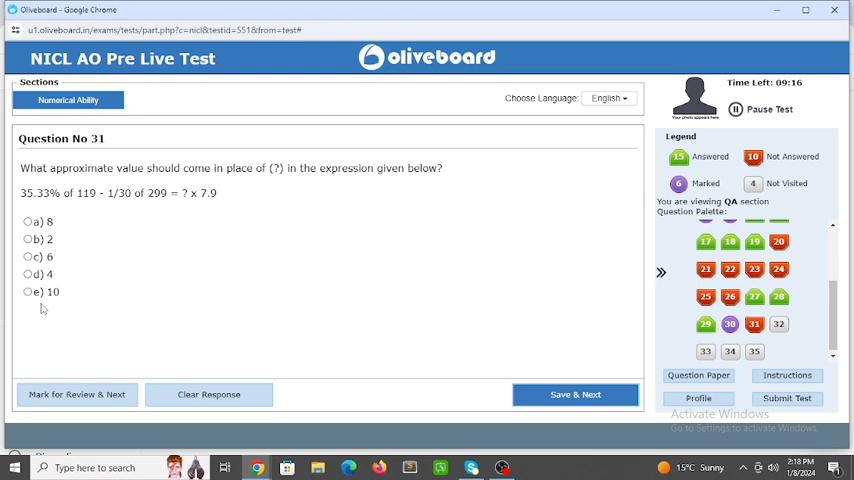 Oliveboard - Google Chrome
u1.oliveboard.in/exams/tests/part.php?c=nicl&testid=551&from=test#
NICL AO Pre Live Test
oliveboard
Sections
Numerical Ability
Choose Language: English
Your photo appears here
Time Left: 09:16
Pause Test
Question No 31
What approximate value should come in place of (?) in the expression given below?
35.33% of 119 - 1/30 of 299 = ? x 7.9
a) 8
b) 2
c) 6
d) 4
e) 10
Mark for Review & Next
Clear Response
Save & Next
Legend
15 Answered
10 Not Answered
6 Marked
4 Not Visited
You are viewing QA section
Question Palette:
17 18 19 20
21 22 23 24
25 26 27 28
29 30 31 32
33 34 35
Question Paper
Instructions
Profile
Submit Test
Activate Windows
Go to Settings to activate Windows.
Type here to search
15°C Sunny
2:18 PM
1/8/2024